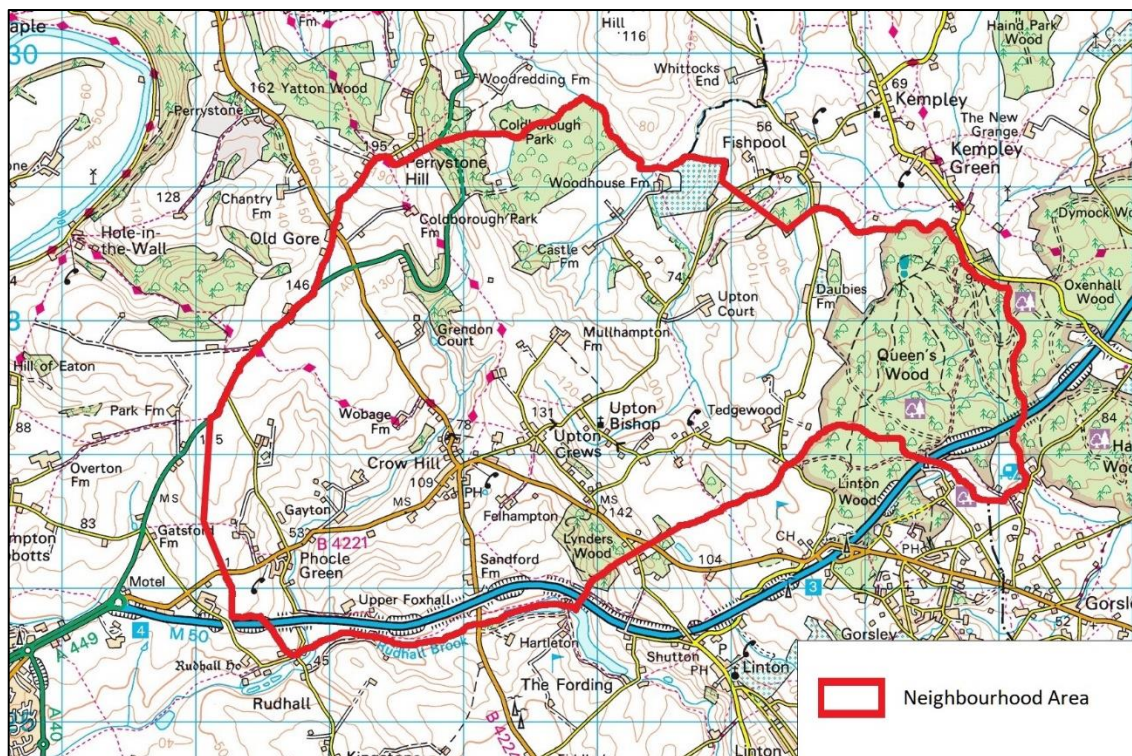 Hill
116
Woodredding Fm
Whittocks
End
Haind Park
Wood
30
162
Yatton Wood
69
Kempley
Perrystone
Coldborough
Park
80
56
Fishpool
The New
Grange
Kempley
Green
195
Perrystone
Hill
Woodhouse Fm
128
Chantry
Fm
Coldborough Park
Fm
Dymock
Hole-in-
the-Wall
Old Gore
Castle
Fm
74
Upton
Court
Daubies
Fm
Oxenhall
Wood
146
130
Grendon
Court
Mullhampton
Fm
Queen's
Wood
Hill of Eaton
Park Fm
Wobage
Fm
78
131
Upton
Bishop
Tedgewood
84
88
Upton
Crews
Overton
Fm
Crow Hill
109
PH
MS
MS
142
Linton
Wood
MS
Felhampton
83
Gatsford
Fm
Gayton
53
B 4221
Phocle
Green
Lynders
Wood
104
CH
PH
Sandford
Fm
Motel
Upper Foxhall
3
4
M 50
A 449
Rudhall Brook
Hartleton
Gorsley
52
Rudhall Ho
45
Shutton
PH
P
Linton
Rudhall
The Fording
A 40
B 4224
Linton
Neighbourhood Area